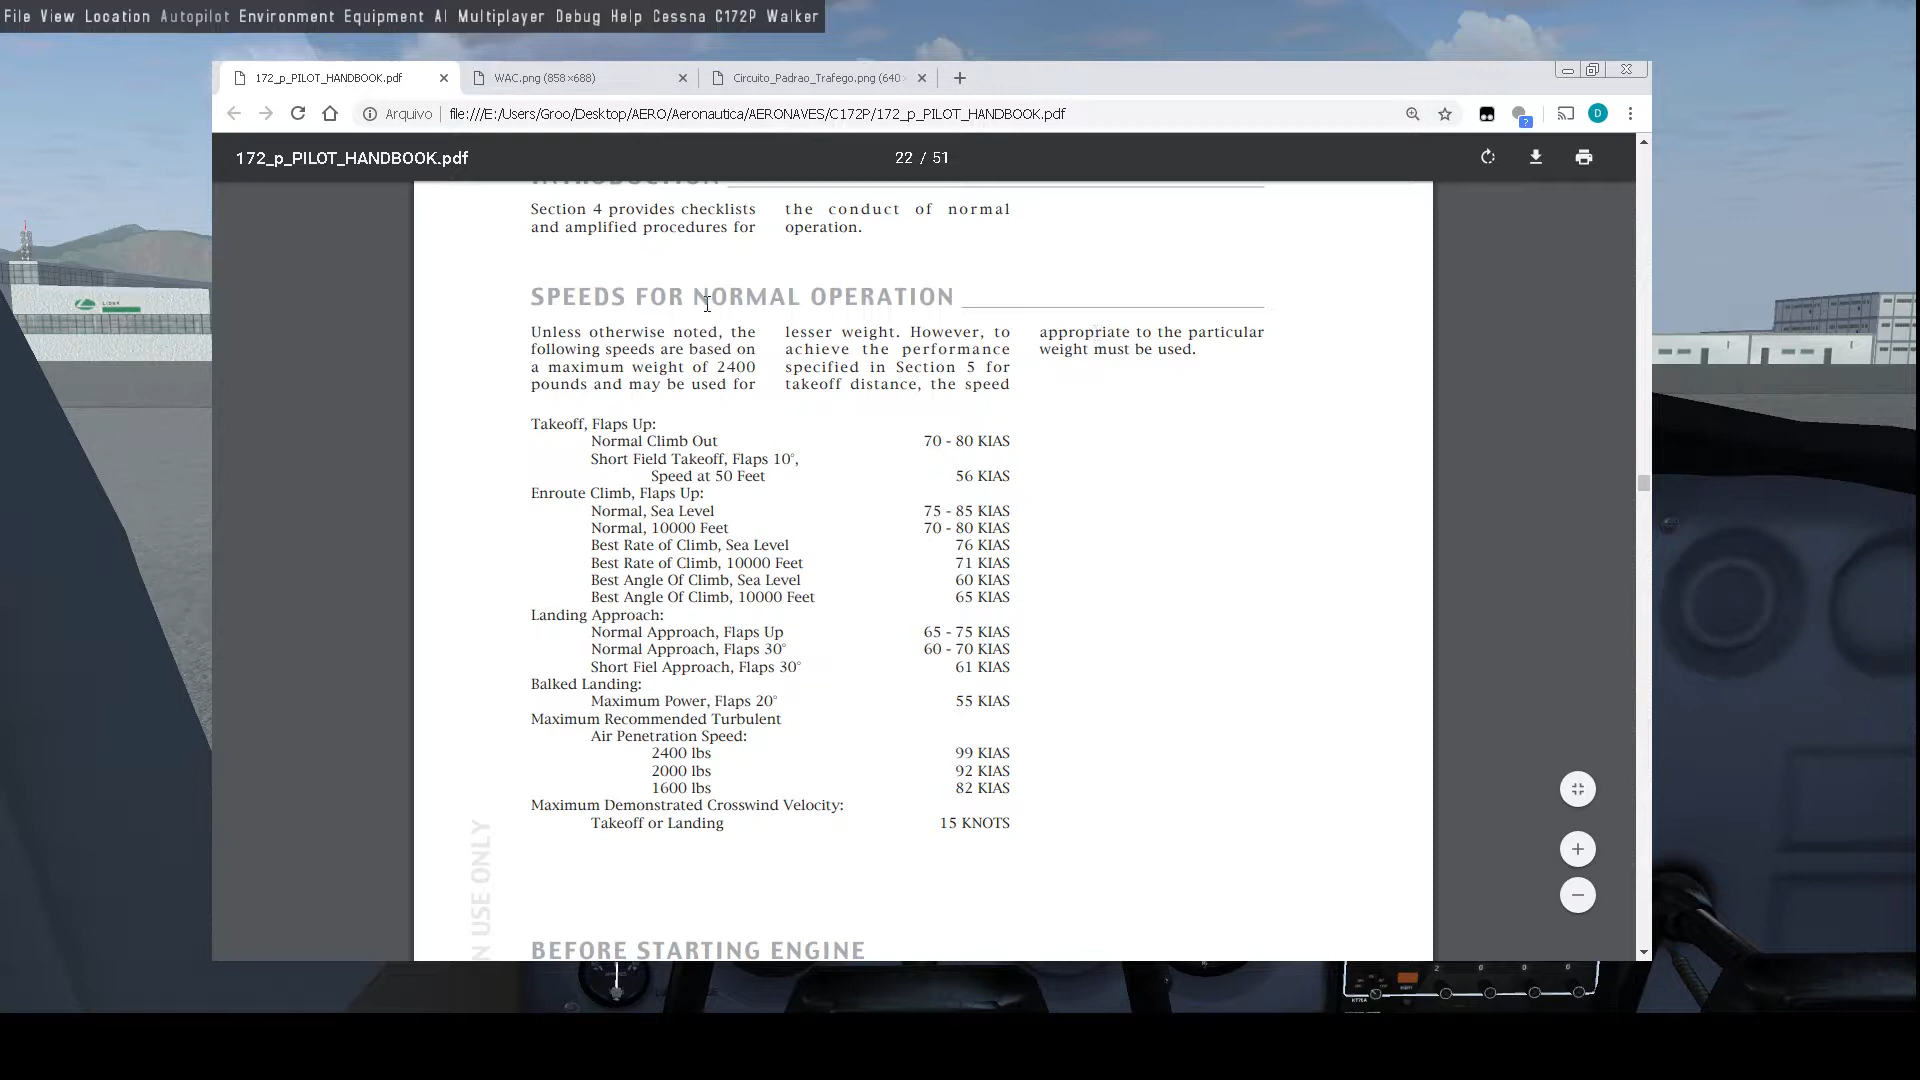 File View Location Autopilot Environment Equipment AI Multiplayer Debug Help Cessna C172P Walker
172_p_PILOT_HANDBOOK.pdf
WAC.png (858×688)
Circuito_Padrao_Trafego.png (640
Arquivo
file:///E:/Users/Groo/Desktop/AERO/Aeronautica/AERONAVES/C172P/172_p_PILOT_HANDBOOK.pdf
D
172_p_PILOT_HANDBOOK.pdf
22 / 51
INTRODUCTION
Section 4 provides checklists
and amplified procedures for
the conduct of normal
operation.
SPEEDS FOR NORMAL OPERATION
Unless otherwise noted, the
following speeds are based on
a maximum weight of 2400
pounds and may be used for
lesser weight. However, to
achieve the performance
specified in Section 5 for
takeoff distance, the speed
appropriate to the particular
weight must be used.
Takeoff, Flaps Up:
Normal Climb Out 70 - 80 KIAS
Short Field Takeoff, Flaps 10°,
Speed at 50 Feet 56 KIAS
Enroute Climb, Flaps Up:
Normal, Sea Level 75 - 85 KIAS
Normal, 10000 Feet 70 - 80 KIAS
Best Rate of Climb, Sea Level 76 KIAS
Best Rate of Climb, 10000 Feet 71 KIAS
Best Angle Of Climb, Sea Level 60 KIAS
Best Angle Of Climb, 10000 Feet 65 KIAS
Landing Approach:
Normal Approach, Flaps Up 65 - 75 KIAS
Normal Approach, Flaps 30° 60 - 70 KIAS
Short Fiel Approach, Flaps 30° 61 KIAS
Balked Landing:
Maximum Power, Flaps 20° 55 KIAS
Maximum Recommended Turbulent
Air Penetration Speed:
2400 lbs 99 KIAS
2000 lbs 92 KIAS
1600 lbs 82 KIAS
Maximum Demonstrated Crosswind Velocity:
Takeoff or Landing 15 KNOTS
N USE ONLY
BEFORE STARTING ENGINE
2 0 0 0
KT76A